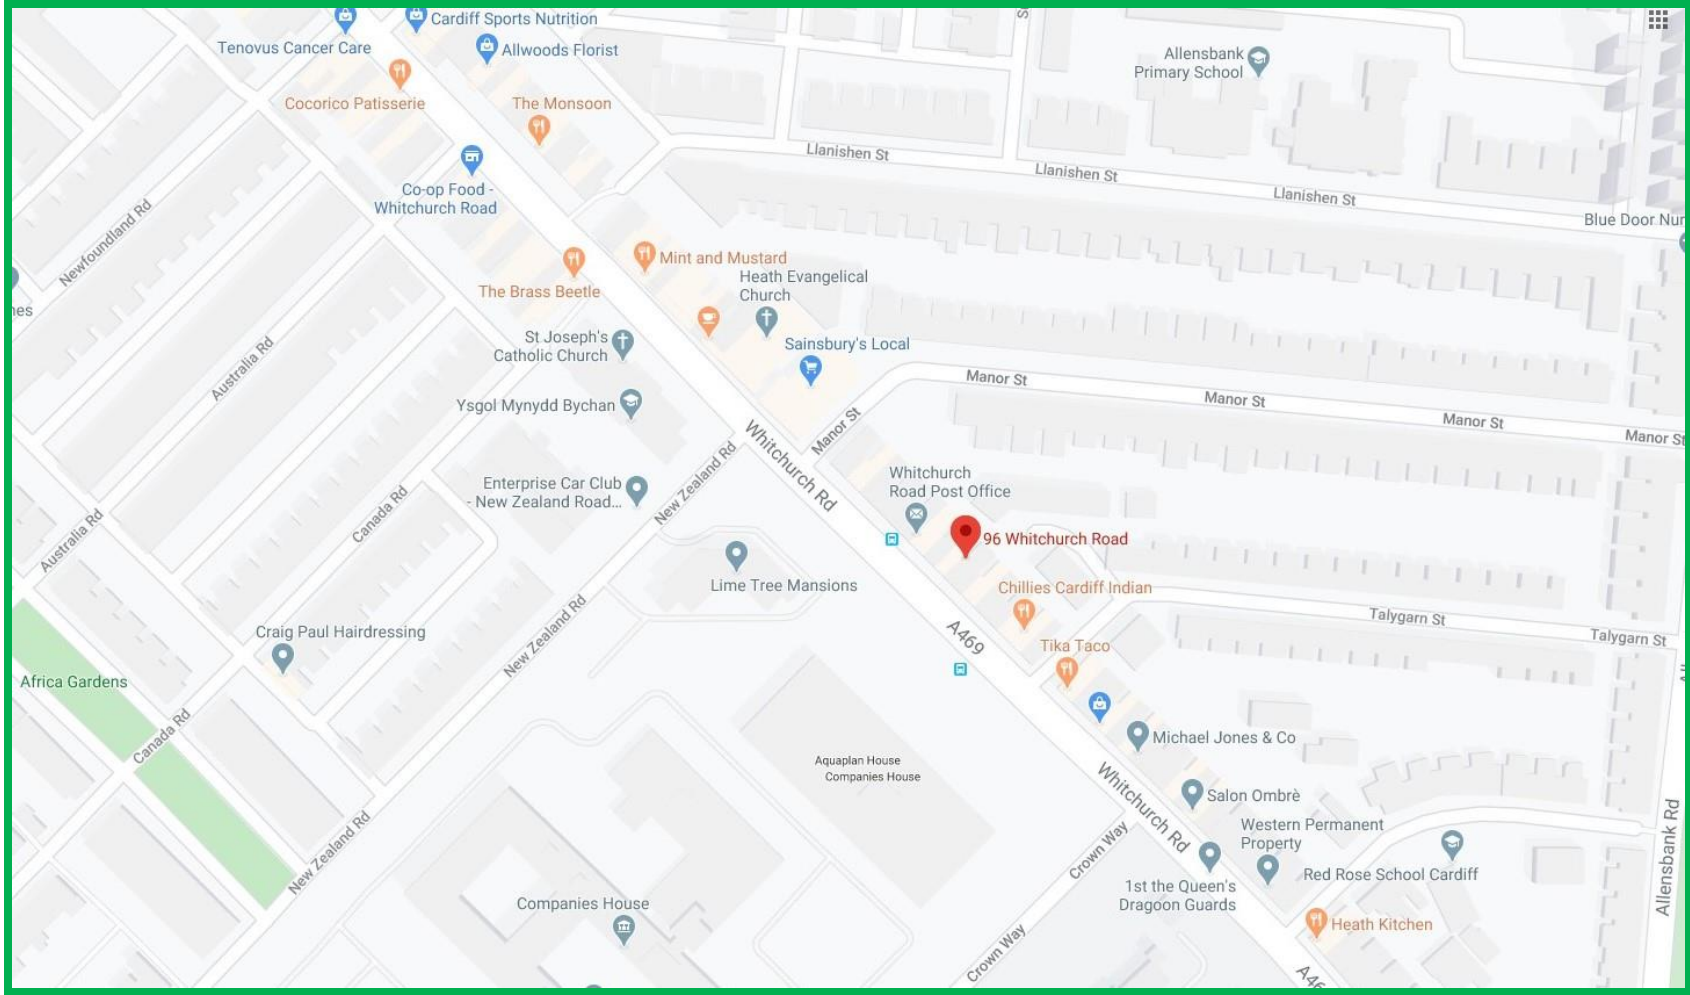 Cardiff Sports Nutrition
Tenovus Cancer Care
Allwoods Florist
Allensbank
Primary School
Cocorico Patisserie
The Monsoon
Llanishen St
Llanishen St
Llanishen St
Co-op Food -
Whitchurch Road
Blue Door Nur
Newfoundland Rd
Mint and Mustard
Heath Evangelical
Church
The Brass Beetle
nes
St Joseph's
Catholic Church
Sainsbury's Local
Australia Rd
Manor St
Manor St
Manor St
Manor St
Manor St
Ysgol Mynydd Bychan
Whitchurch Rd
New Zealand Rd
Enterprise Car Club
- New Zealand Road...
Whitchurch
Road Post Office
Canada Rd
Australia Rd
96 Whitchurch Road
Lime Tree Mansions
Chillies Cardiff Indian
Talygarn St
Talygarn St
Craig Paul Hairdressing
New Zealand Rd
A469
Tika Taco
Africa Gardens
Canada Rd
Michael Jones & Co
Aquaplan House
Companies House
Whitchurch Rd
Salon Ombrè
Western Permanent
Property
New Zealand Rd
Crown Way
Allensbank Rd
Red Rose School Cardiff
1st the Queen's
Dragoon Guards
Companies House
Heath Kitchen
Crown Way
A46